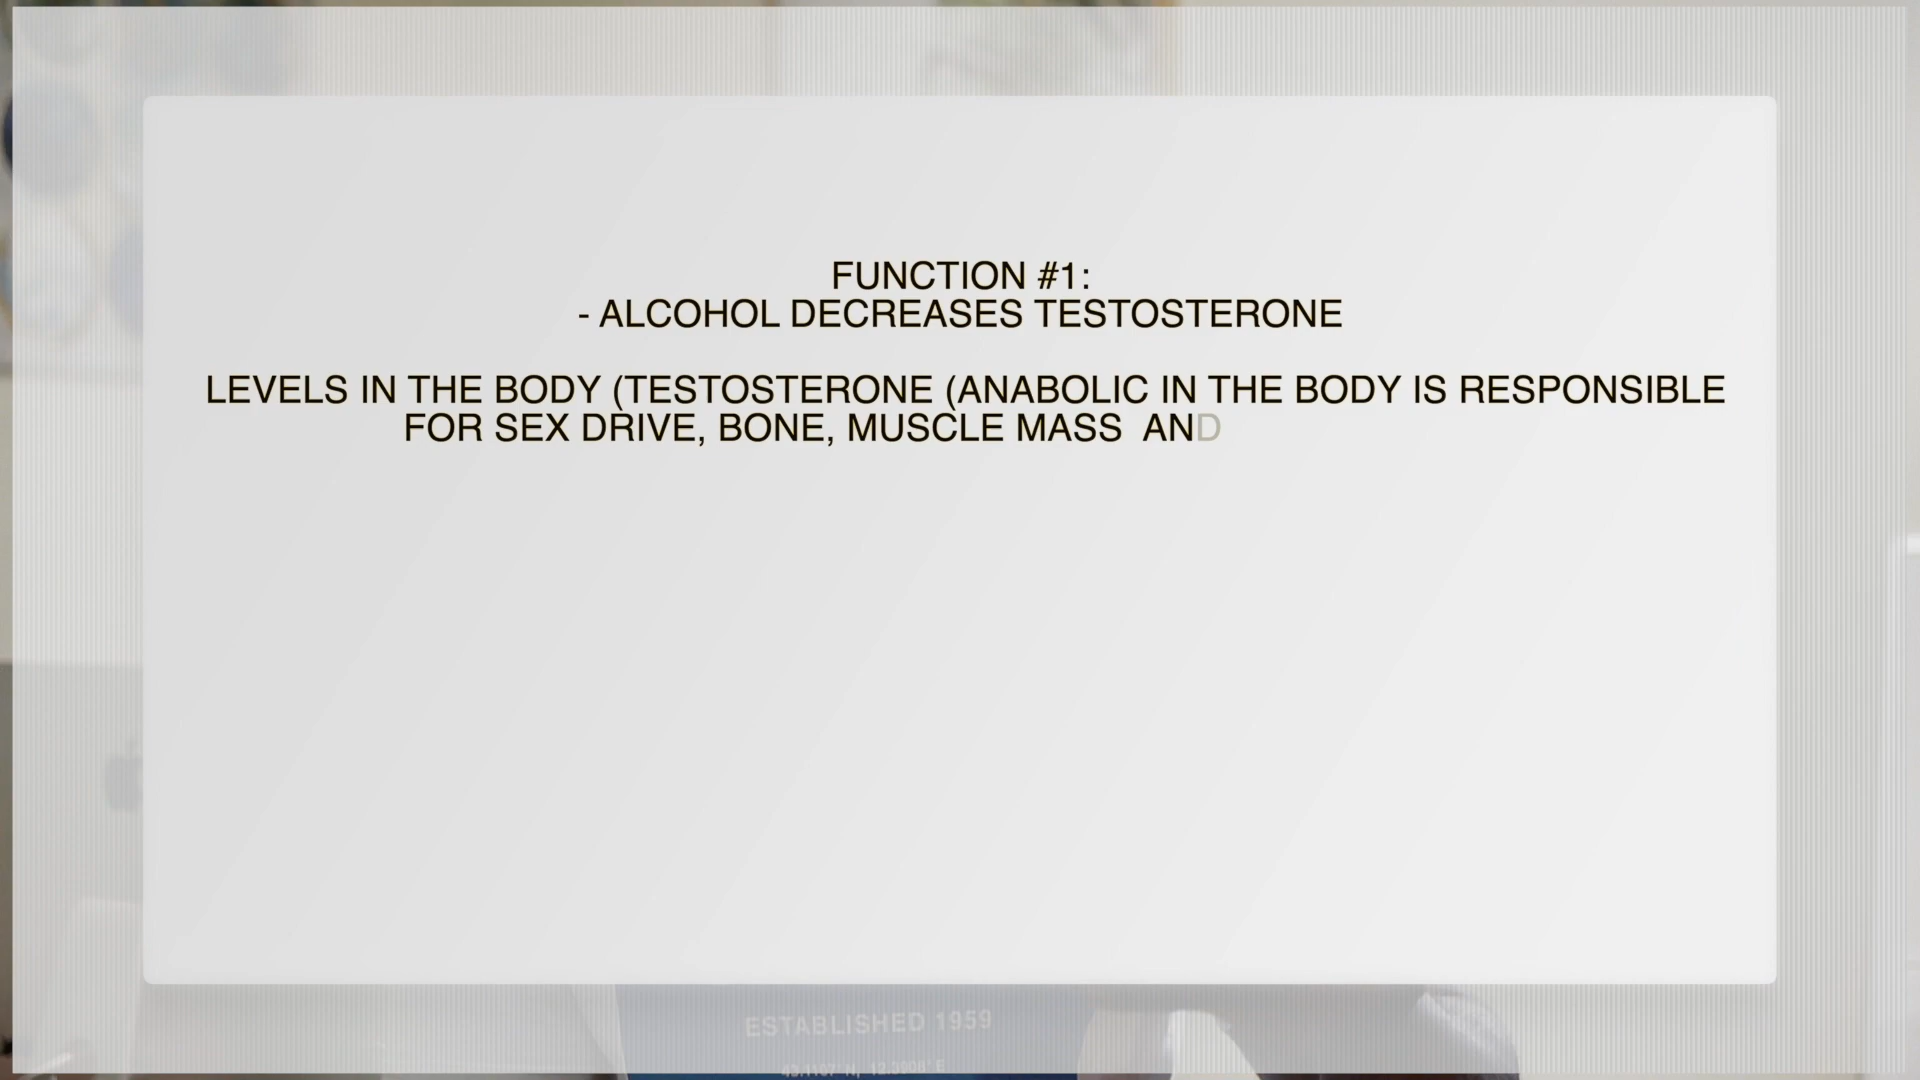 FUNCTION #1:
- ALCOHOL DECREASES TESTOSTERONE
LEVELS IN THE BODY (TESTOSTERONE (ANABOLIC IN THE BODY IS RESPONSIBLE
FOR SEX DRIVE, BONE, MUSCLE MASS  AND
ESTABLISHED 1959